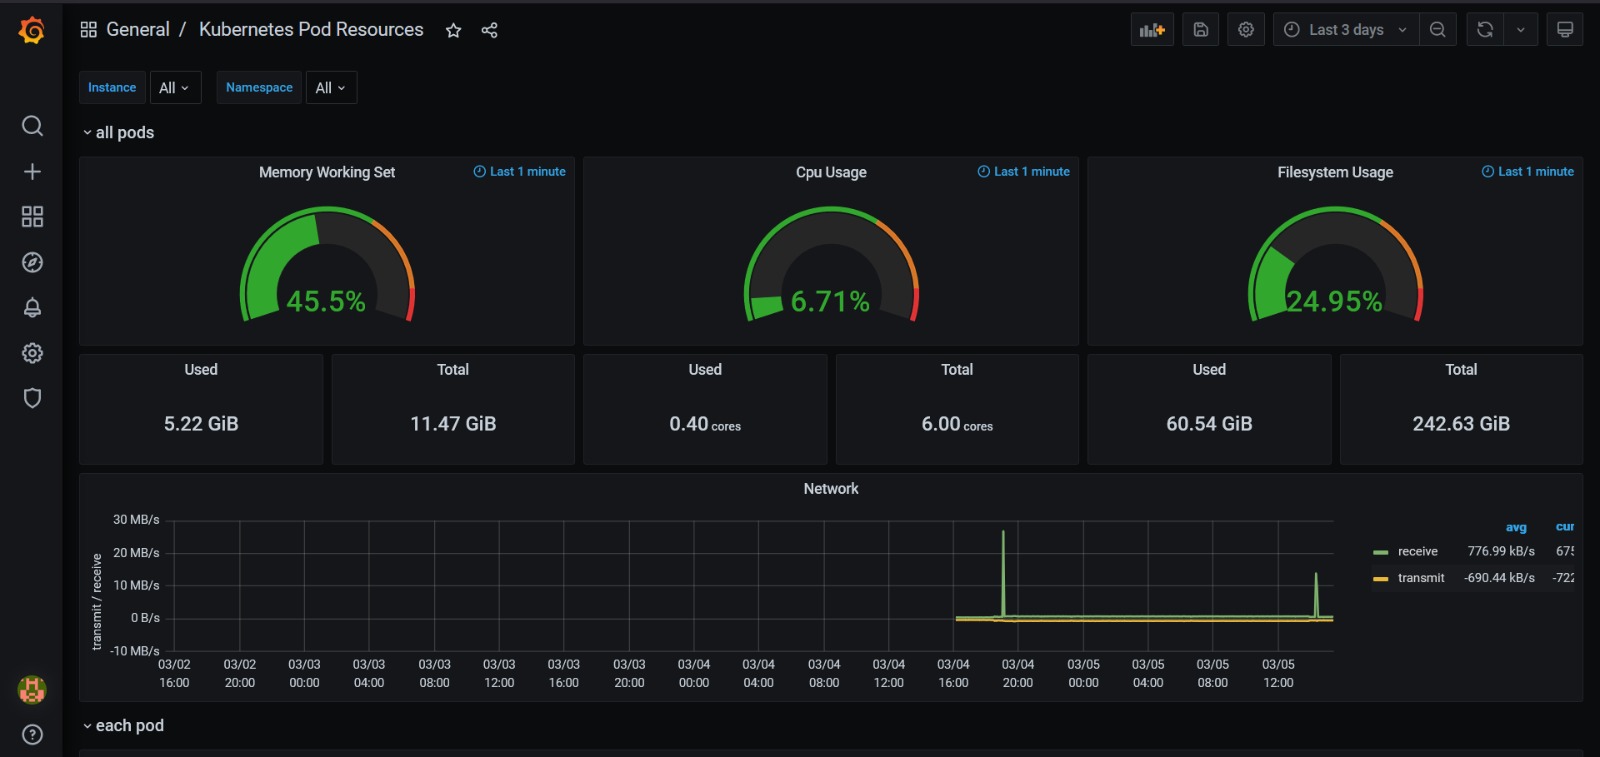 General / Kubernetes Pod Resources
Last 3 days
Instance All Namespace All
all pods
Memory Working Set Last 1 minute
45.5%
Cpu Usage Last 1 minute
6.71%
Filesystem Usage Last 1 minute
24.95%
Used
5.22 GiB
Total
11.47 GiB
Used
0.40 cores
Total
6.00 cores
Used
60.54 GiB
Total
242.63 GiB
Network
transmit / receive
30 MB/s
20 MB/s
10 MB/s
0 B/s
-10 MB/s
03/02 03/02 03/03 03/03 03/03 03/03 03/03 03/03 03/04 03/04 03/04 03/04 03/04 03/04 03/05 03/05 03/05 03/05
16:00 20:00 00:00 04:00 08:00 12:00 16:00 20:00 00:00 04:00 08:00 12:00 16:00 20:00 00:00 04:00 08:00 12:00
avg
receive 776.99 kB/s 675
transmit -690.44 kB/s -722
each pod